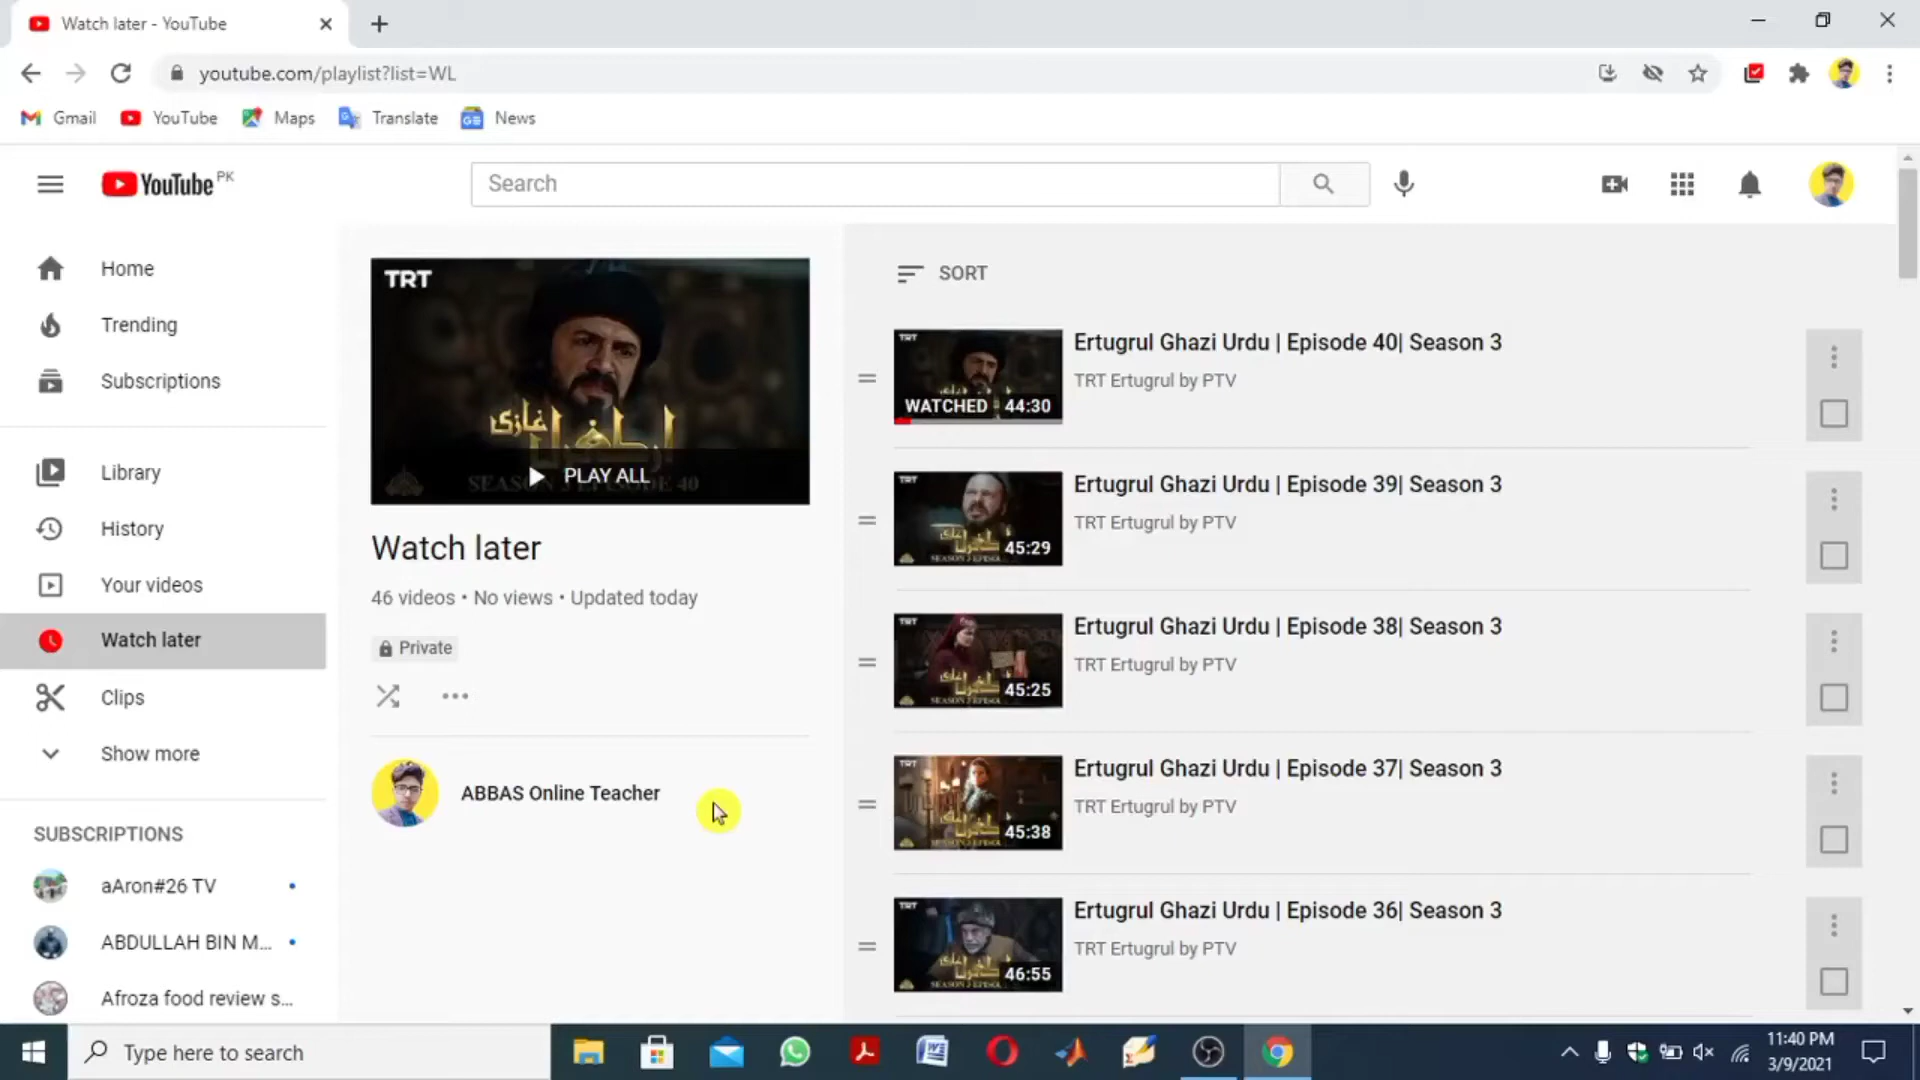 Watch later - YouTube
youtube.com/playlist?list=WL
Gmail
YouTube
Maps
Translate
News
YouTube PK
Search
Home
Trending
Subscriptions
Library
History
Your videos
Watch later
Clips
Show more
SUBSCRIPTIONS
aAron#26 TV
ABDULLAH BIN M...
Afroza food review s...
TRT
ارطغرل
غازی
PLAY ALL
Watch later
46 videos • No views • Updated today
Private
ABBAS Online Teacher
SORT
WATCHED 44:30
Ertugrul Ghazi Urdu | Episode 40| Season 3
TRT Ertugrul by PTV
45:29
Ertugrul Ghazi Urdu | Episode 39| Season 3
TRT Ertugrul by PTV
45:25
Ertugrul Ghazi Urdu | Episode 38| Season 3
TRT Ertugrul by PTV
45:38
Ertugrul Ghazi Urdu | Episode 37| Season 3
TRT Ertugrul by PTV
46:55
Ertugrul Ghazi Urdu | Episode 36| Season 3
TRT Ertugrul by PTV
Type here to search
11:40 PM
3/9/2021